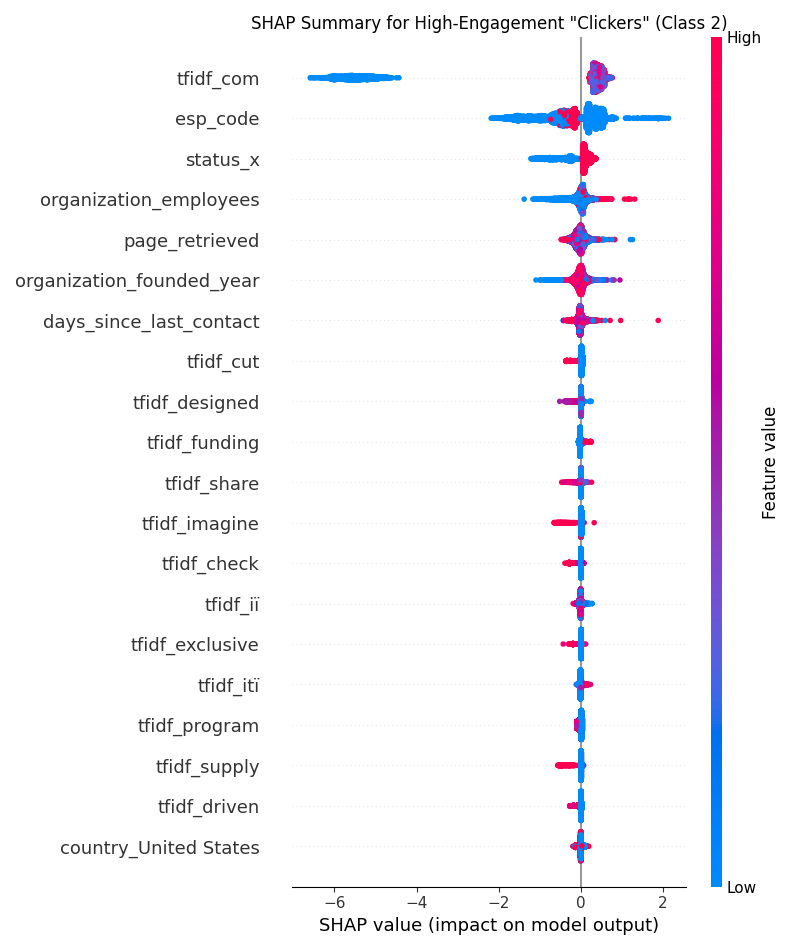 SHAP Summary for High-Engagement "Clickers" (Class 2)
High
tfidf_com
esp_code
status_x
organization_employees
page_retrieved
organization_founded_year
days_since_last_contact
tfidf_cut
tfidf_designed
tfidf_funding
tfidf_share
tfidf_imagine
tfidf_check
tfidf_iï
tfidf_exclusive
tfidf_itï
tfidf_program
tfidf_supply
tfidf_driven
country_United States
Feature value
Low
−6 −4 −2 0 2
SHAP value (impact on model output)